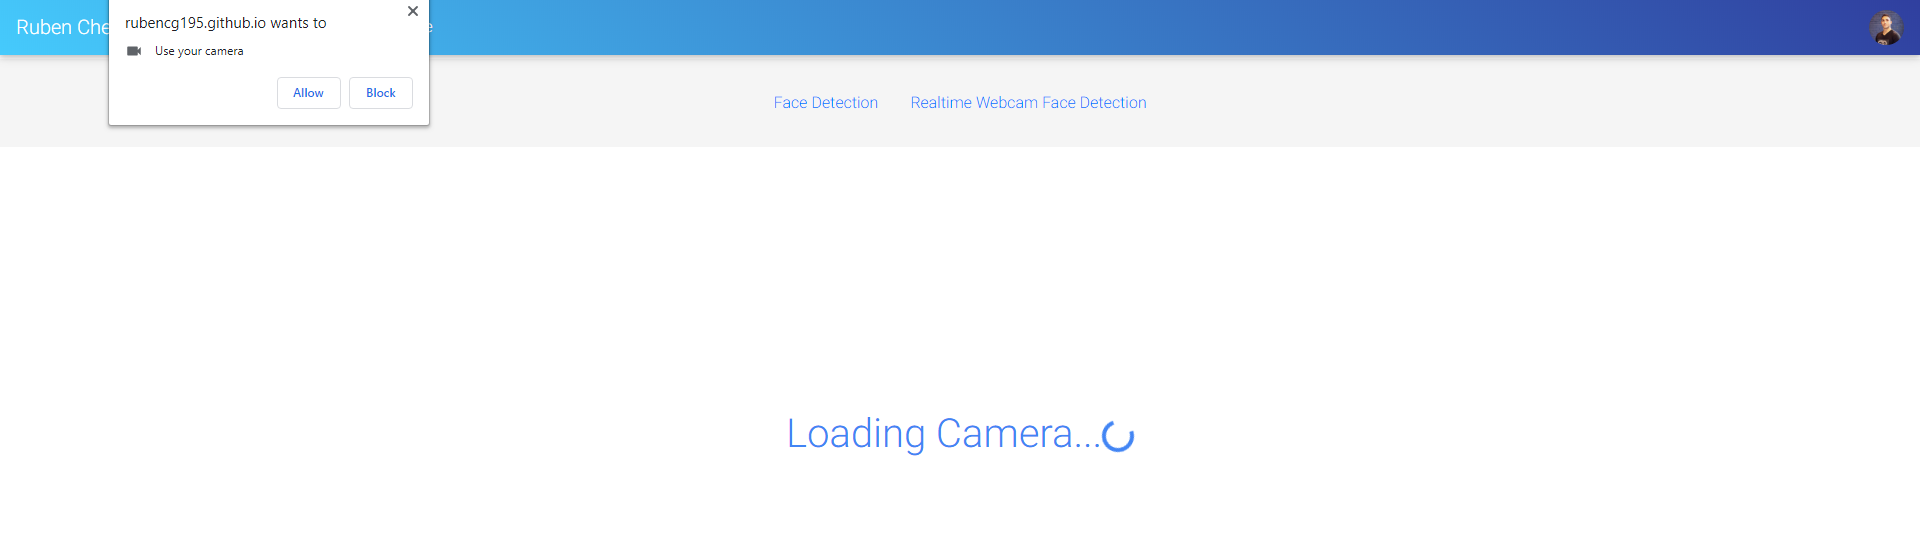 Ruben Che
rubencg195.github.io wants to
Use your camera
Allow Block
Face Detection Realtime Webcam Face Detection
Loading Camera...